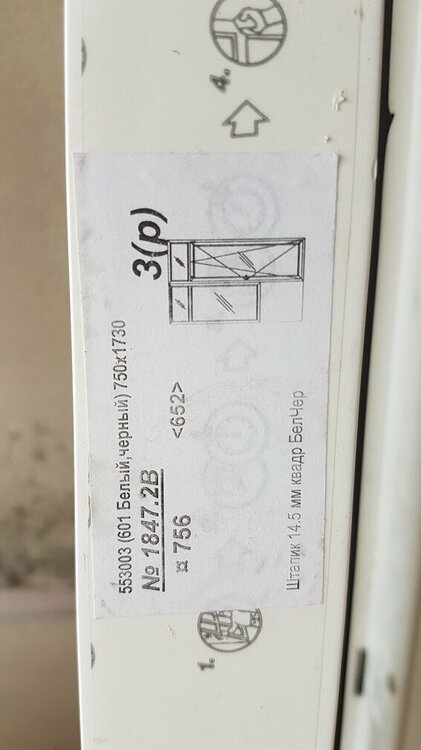 553003 (601 Белый,черный) 750x1730
№ 1847.2В
3(р)
¤ 756
<652>
Штапик 14.5 мм квадр БелЧер
1.
4.